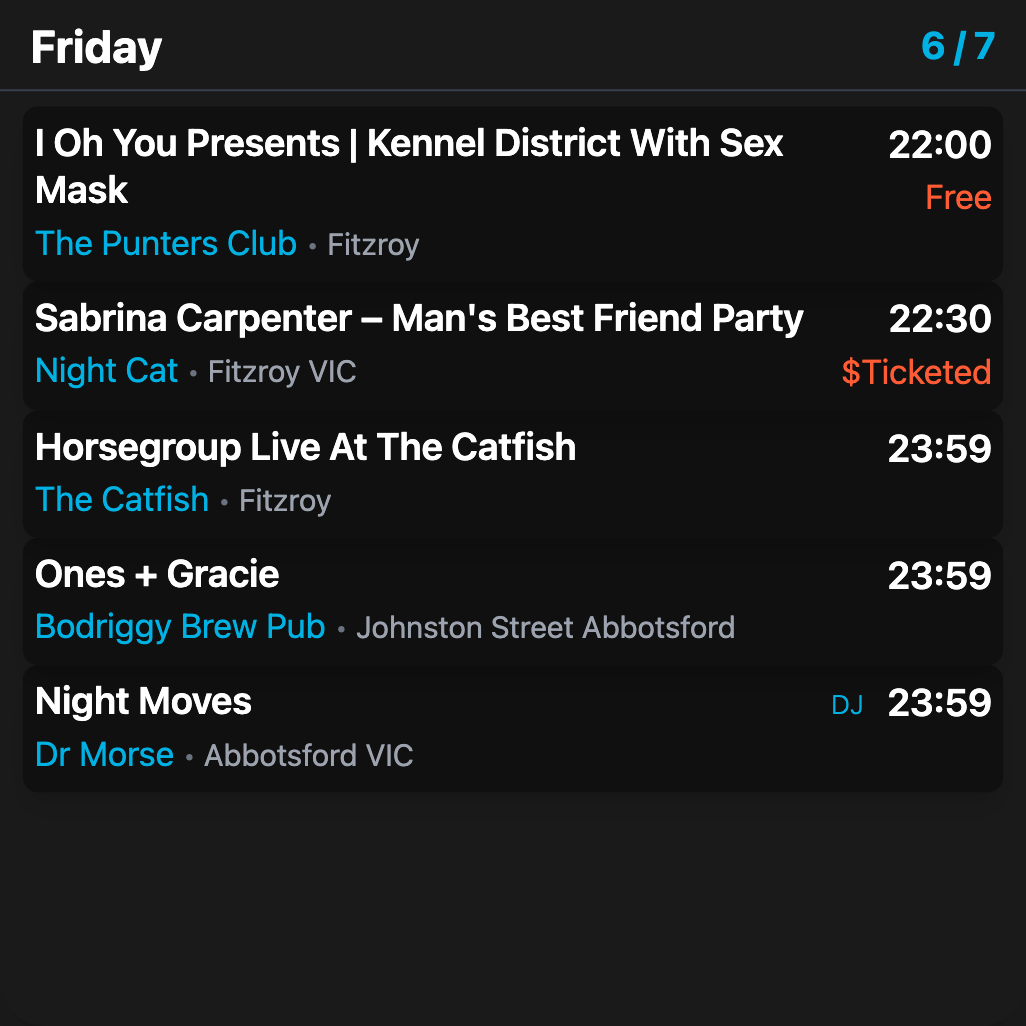 Friday 6 / 7
I Oh You Presents | Kennel District With Sex 22:00
Mask Free
The Punters Club • Fitzroy
Sabrina Carpenter – Man's Best Friend Party 22:30
Night Cat • Fitzroy VIC $Ticketed
Horsegroup Live At The Catfish 23:59
The Catfish • Fitzroy
Ones + Gracie 23:59
Bodriggy Brew Pub • Johnston Street Abbotsford
Night Moves DJ 23:59
Dr Morse • Abbotsford VIC